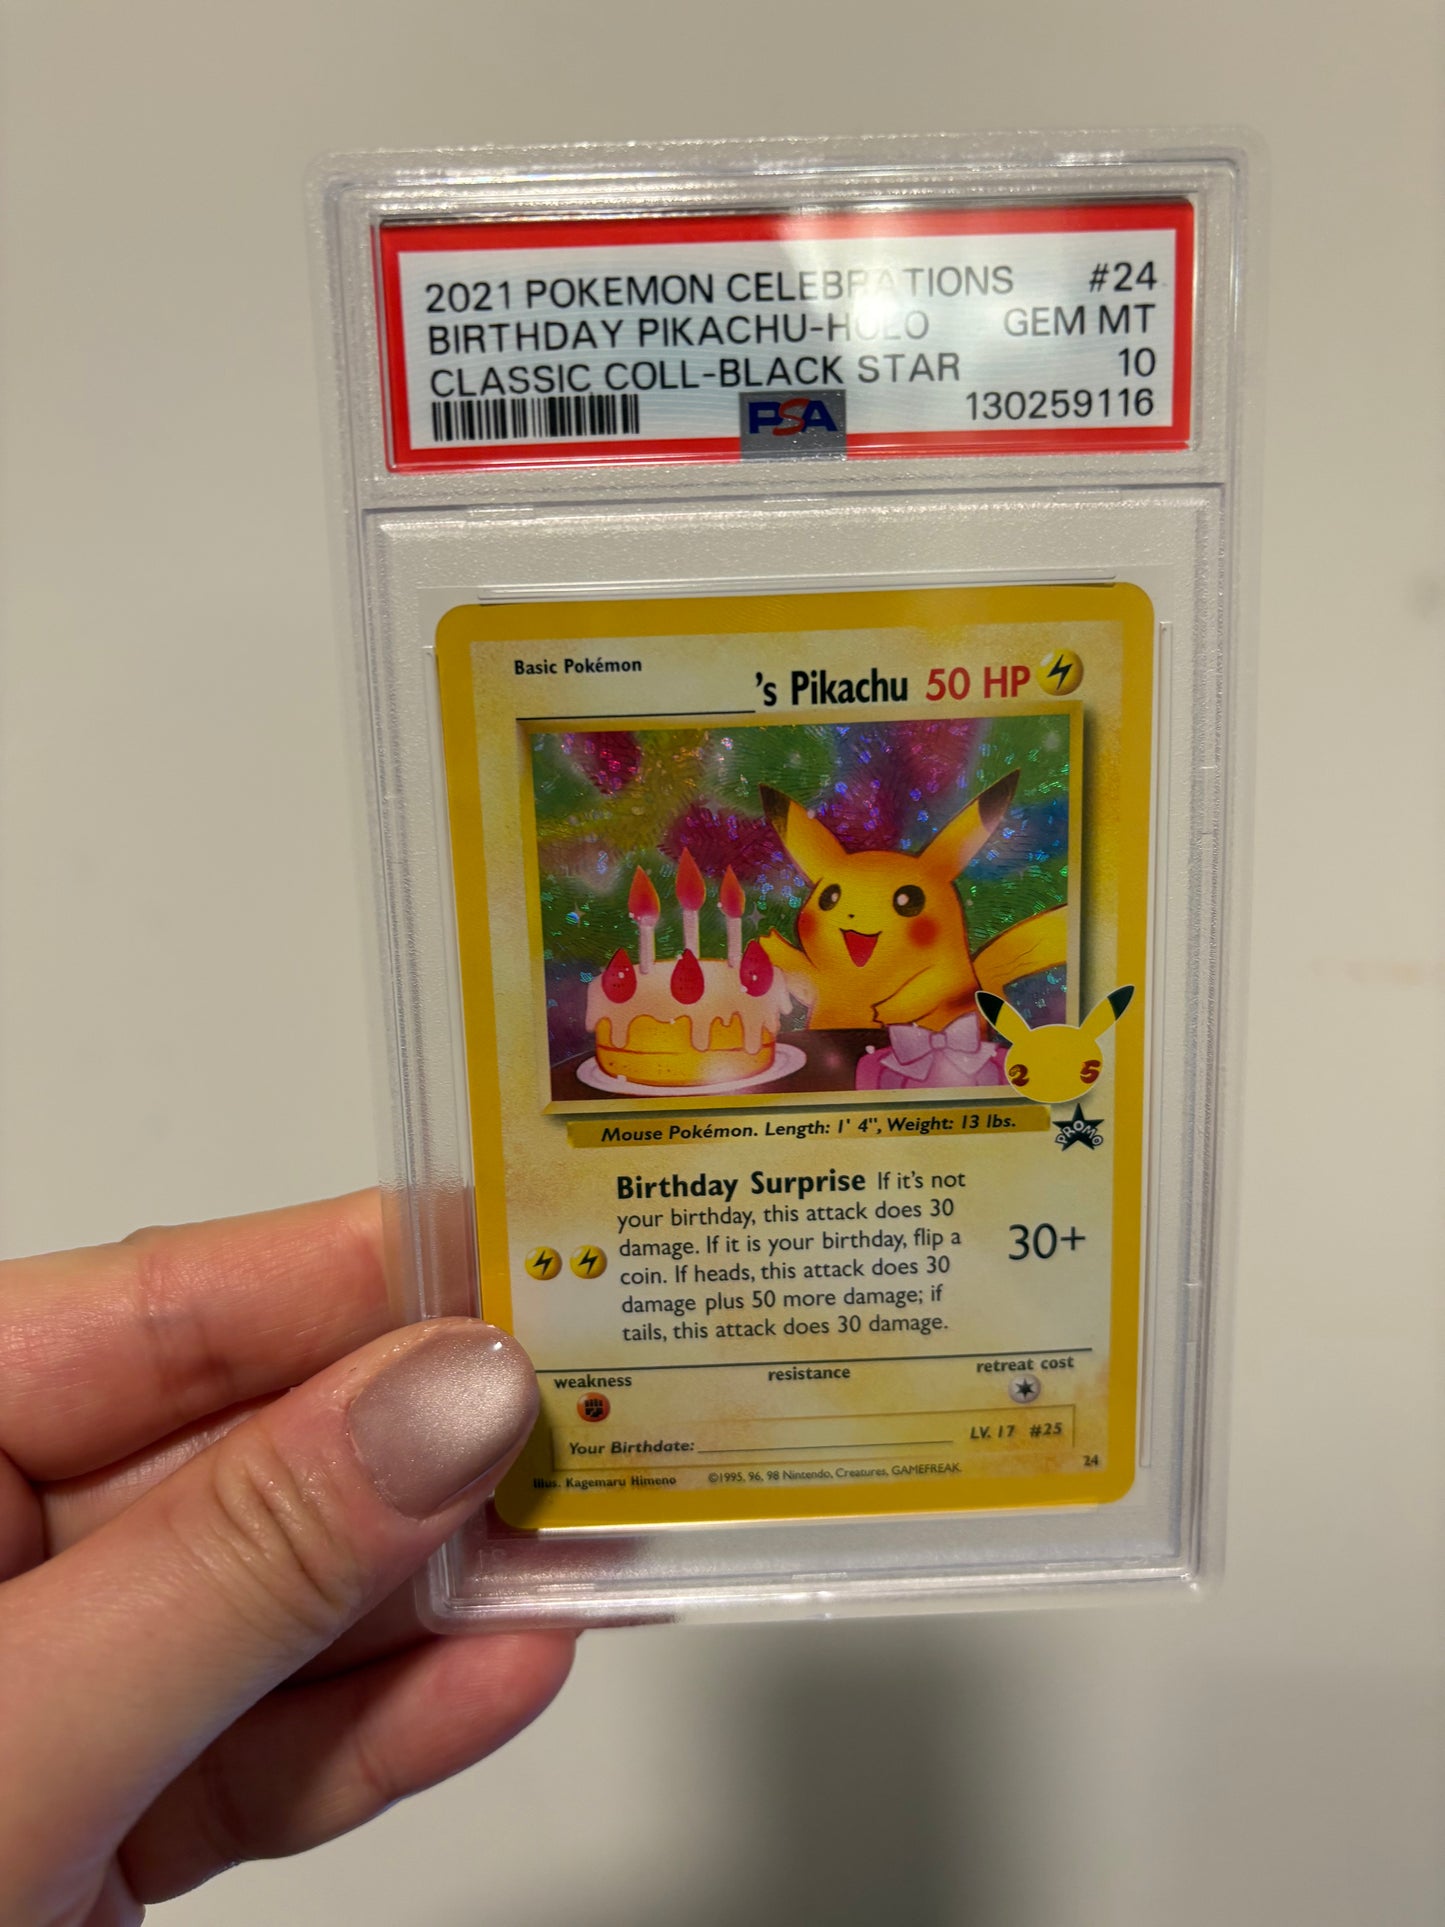 2021 POKEMON CELEBRATIONS #24
BIRTHDAY PIKACHU-HOLO GEM MT
CLASSIC COLL-BLACK STAR 10
PSA 130259116
Basic Pokémon
's Pikachu 50 HP
2 5
Mouse Pokémon. Length: 1' 4", Weight: 13 lbs.
PROMO
Birthday Surprise If it's not
your birthday, this attack does 30
damage. If it is your birthday, flip a
coin. If heads, this attack does 30
damage plus 50 more damage; if
tails, this attack does 30 damage.
30+
weakness resistance retreat cost
Your Birthdate: LV. 17 #25
Illus. Kagemaru Himeno ©1995, 96, 98 Nintendo, Creatures, GAMEFREAK. 24